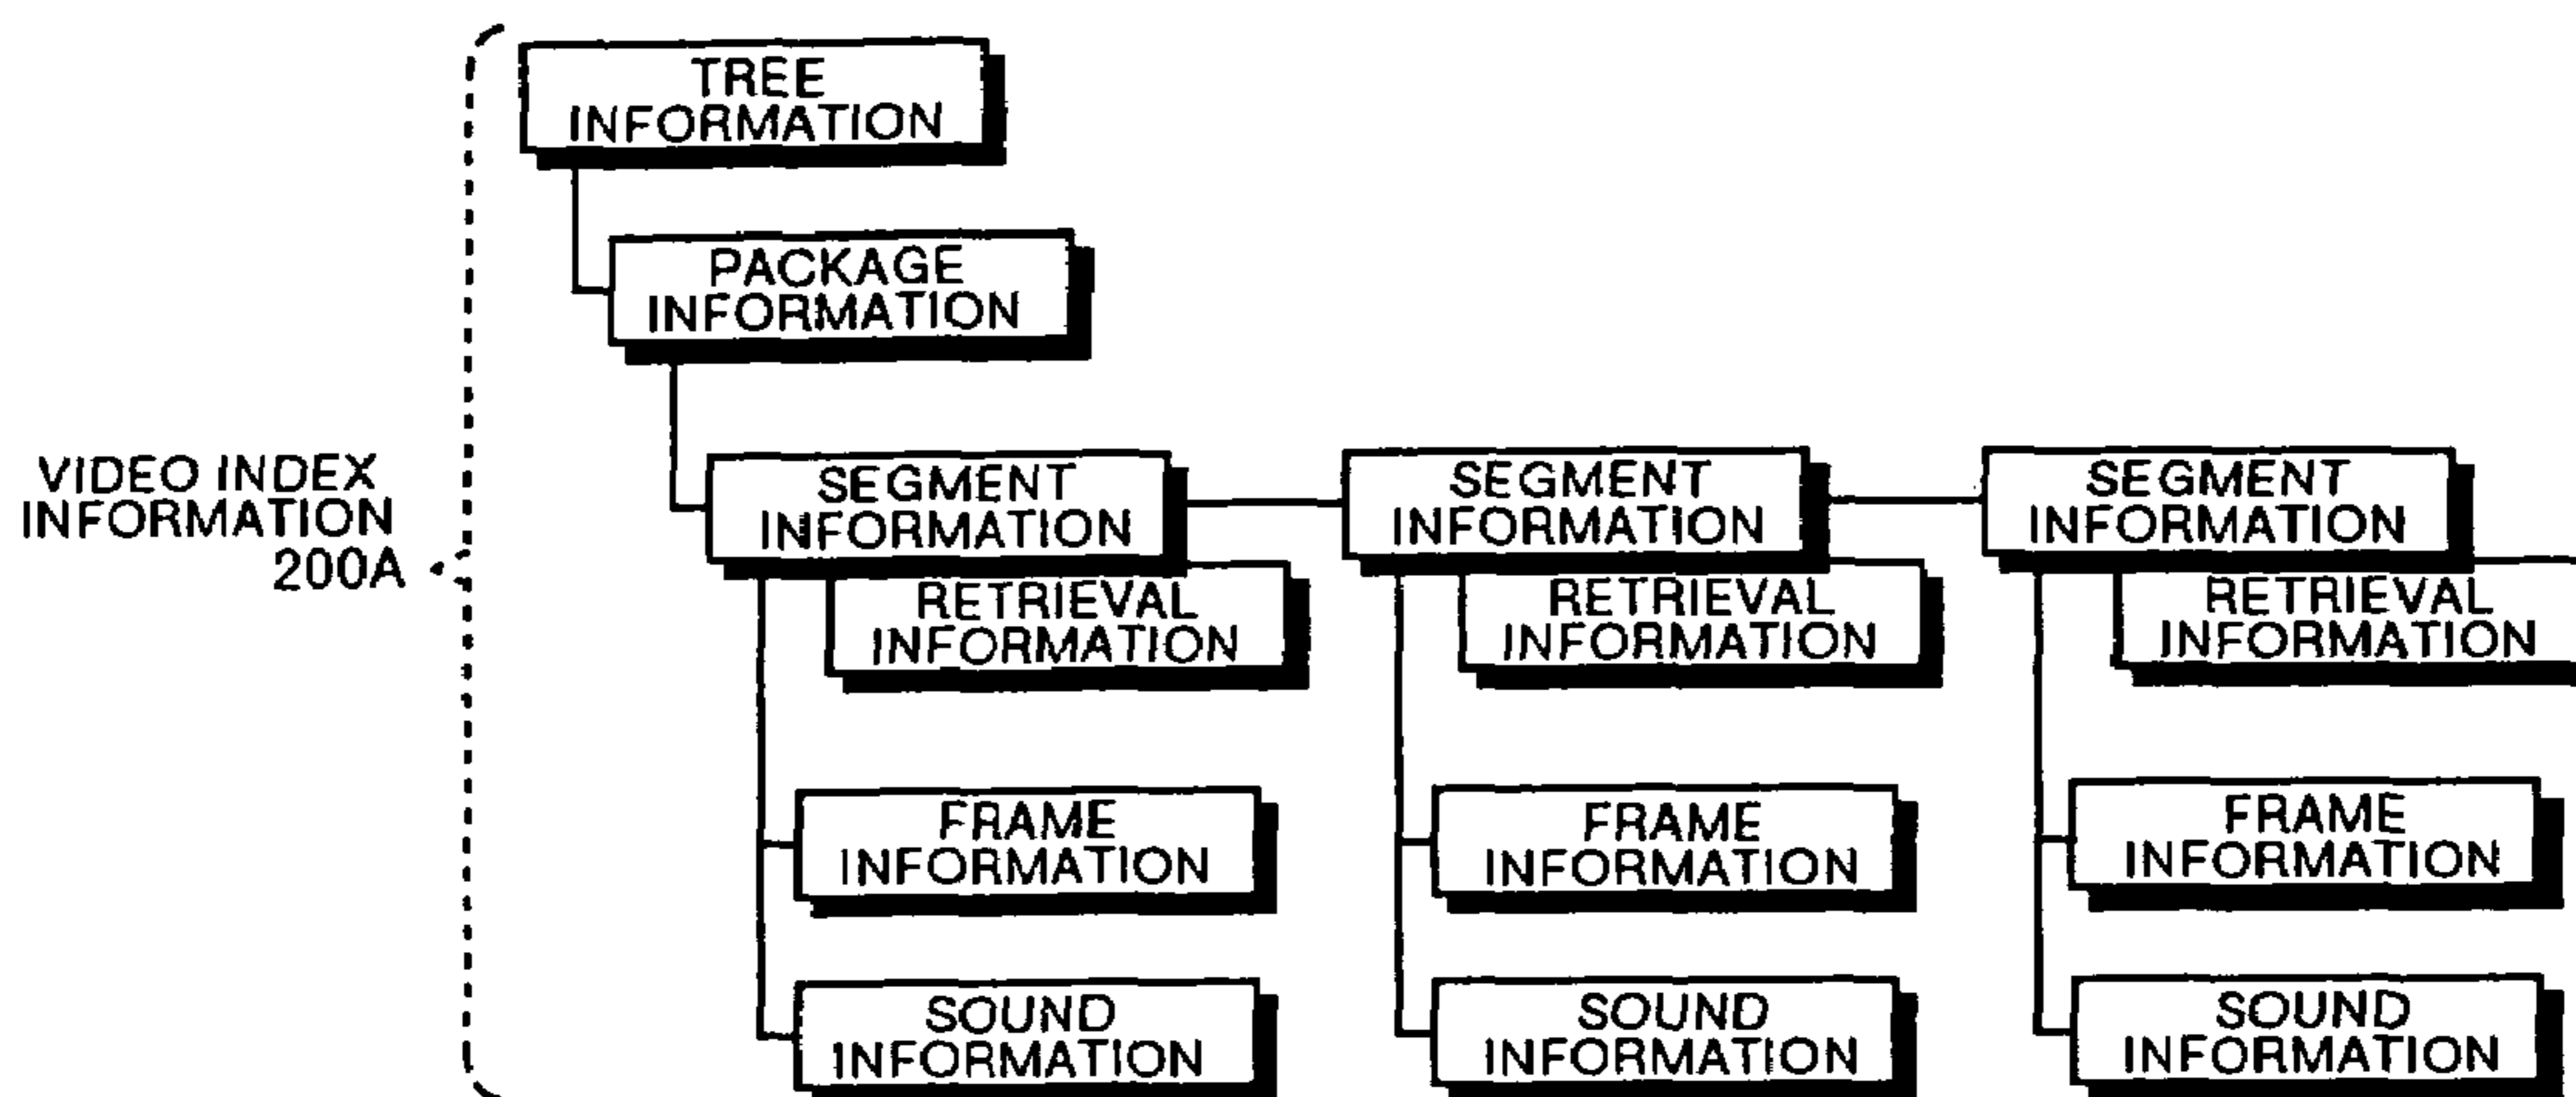 TREE
INFORMATION
PACKAGE
INFORMATION
VIDEO INDEX
INFORMATION
200A
SEGMENT
INFORMATION
RETRIEVAL
INFORMATION
FRAME
INFORMATION
SOUND
INFORMATION
SEGMENT
INFORMATION
RETRIEVAL
INFORMATION
FRAME
INFORMATION
SOUND
INFORMATION
SEGMENT
INFORMATION
RETRIEVAL
INFORMATION
FRAME
INFORMATION
SOUND
INFORMATION